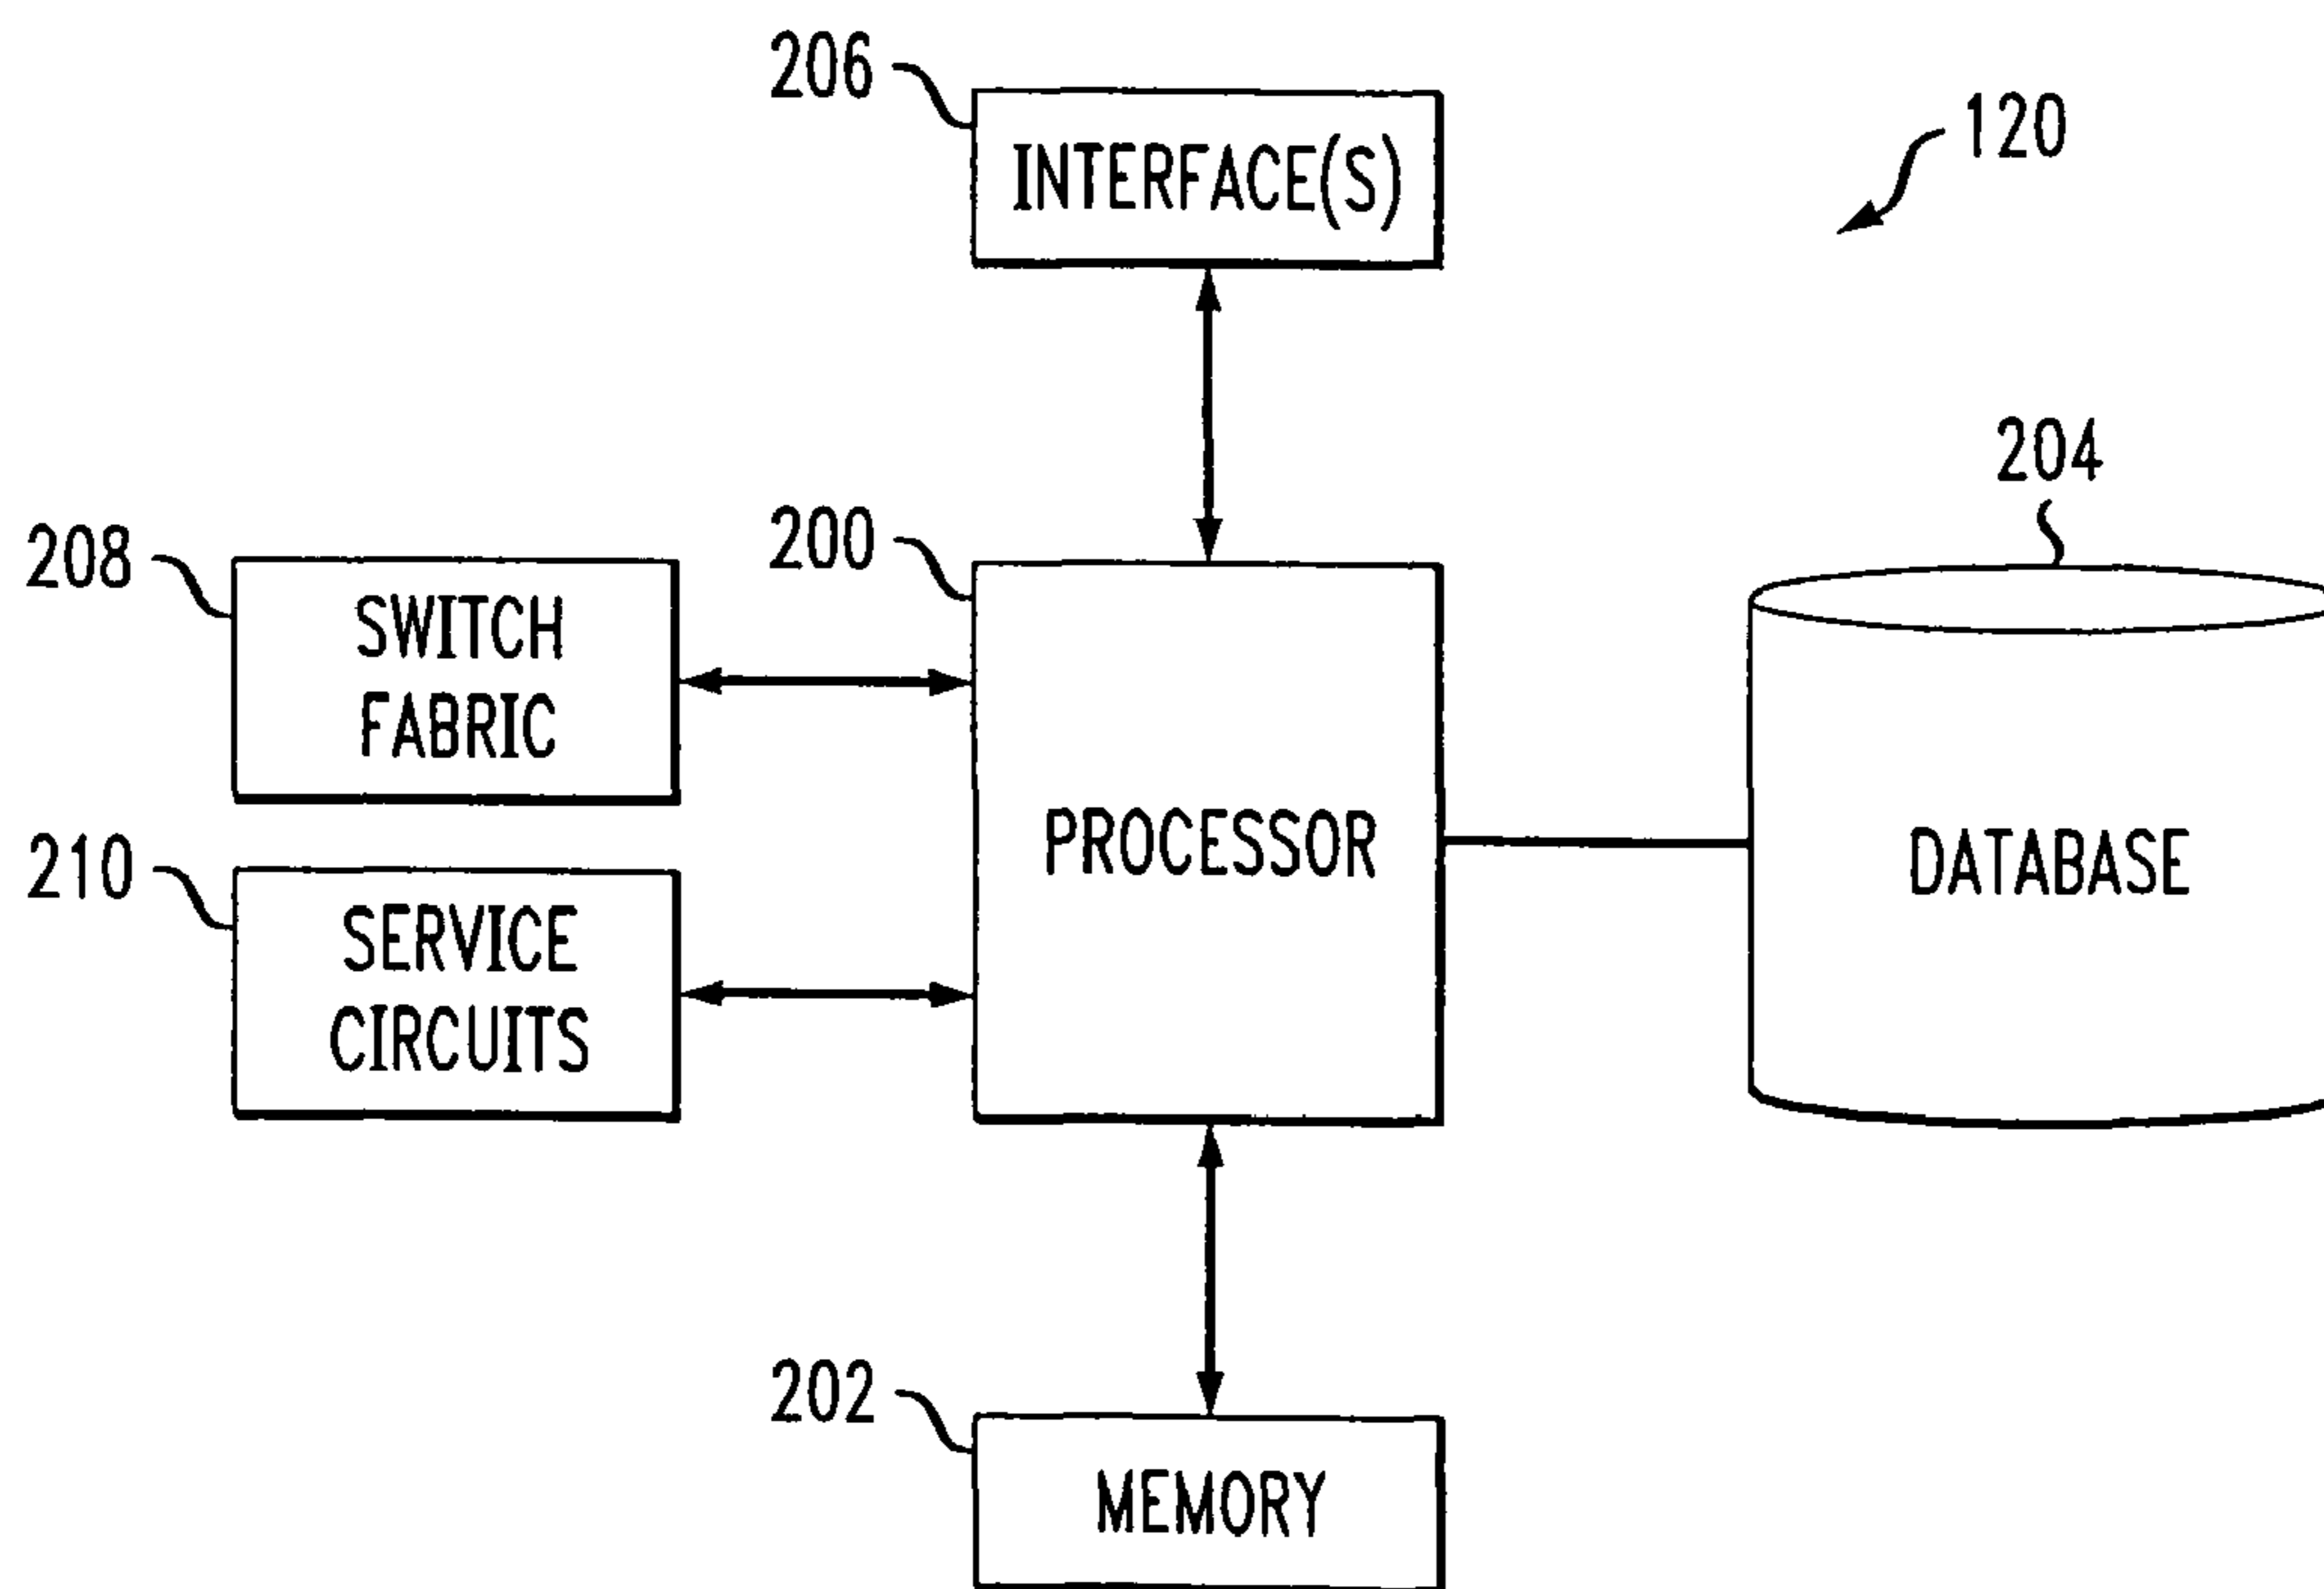 206
INTERFACE(S)
120
204
200
208
SWITCH
FABRIC
PROCESSOR
DATABASE
210
SERVICE
CIRCUITS
202
MEMORY